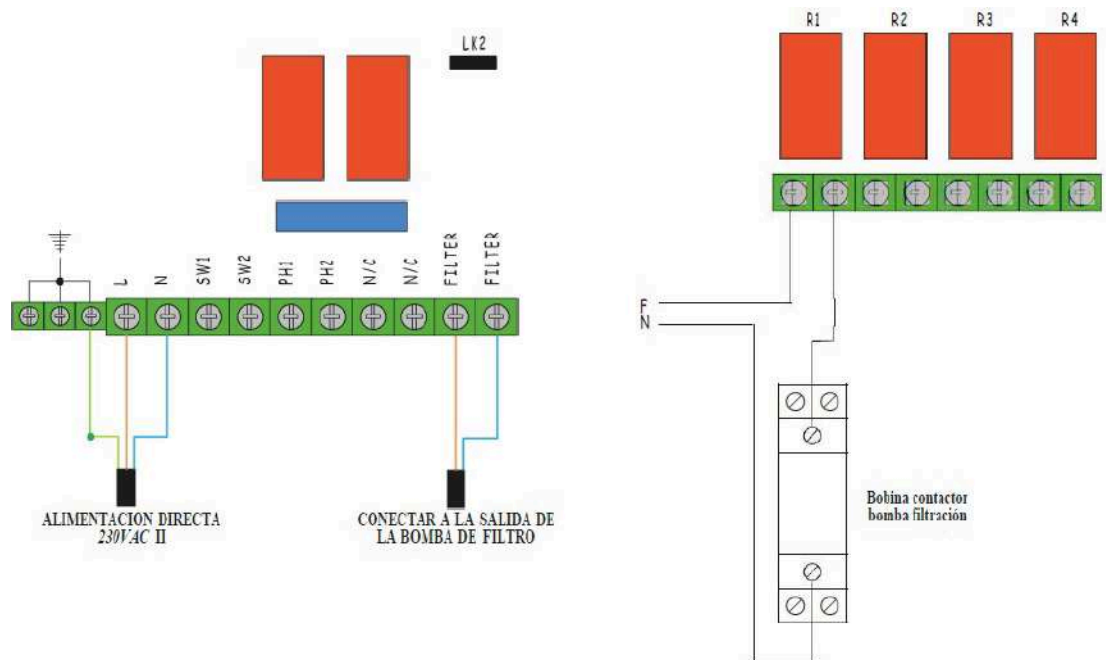 LK2
L
N
SW1
SW2
PH1
PH2
N/C
N/C
FILTER
FILTER
ALIMENTACION DIRECTA
230VAC II
CONECTAR A LA SALIDA DE
LA BOMBA DE FILTRO
R1
R2
R3
R4
F
N
Bobina contactor
bomba filtración